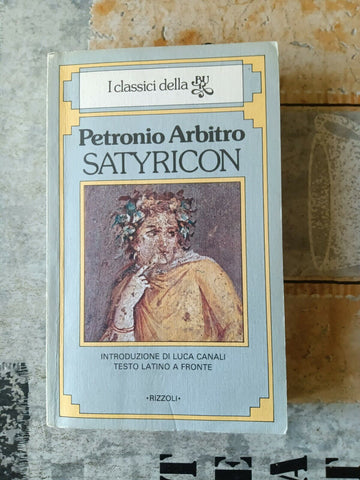 I classici della BUR
Petronio Arbitro
SATYRICON
INTRODUZIONE DI LUCA CANALI
TESTO LATINO A FRONTE
•RIZZOLI•